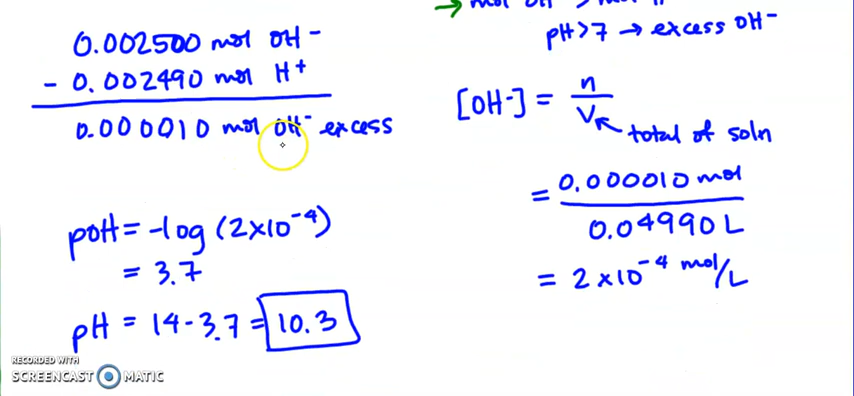 0.002500 mol OH-
- 0.002490 mol H+
0.000010 mol OH- excess
pOH = -log (2x10-4)
= 3.7
pH = 14 - 3.7 = 10.3
pH > 7 → excess OH-
[OH-] = n/V
total of soln
= 0.000010 mol
0.04990 L
= 2 x 10-4 mol/L
RECORDED WITH
SCREENCAST MATIC